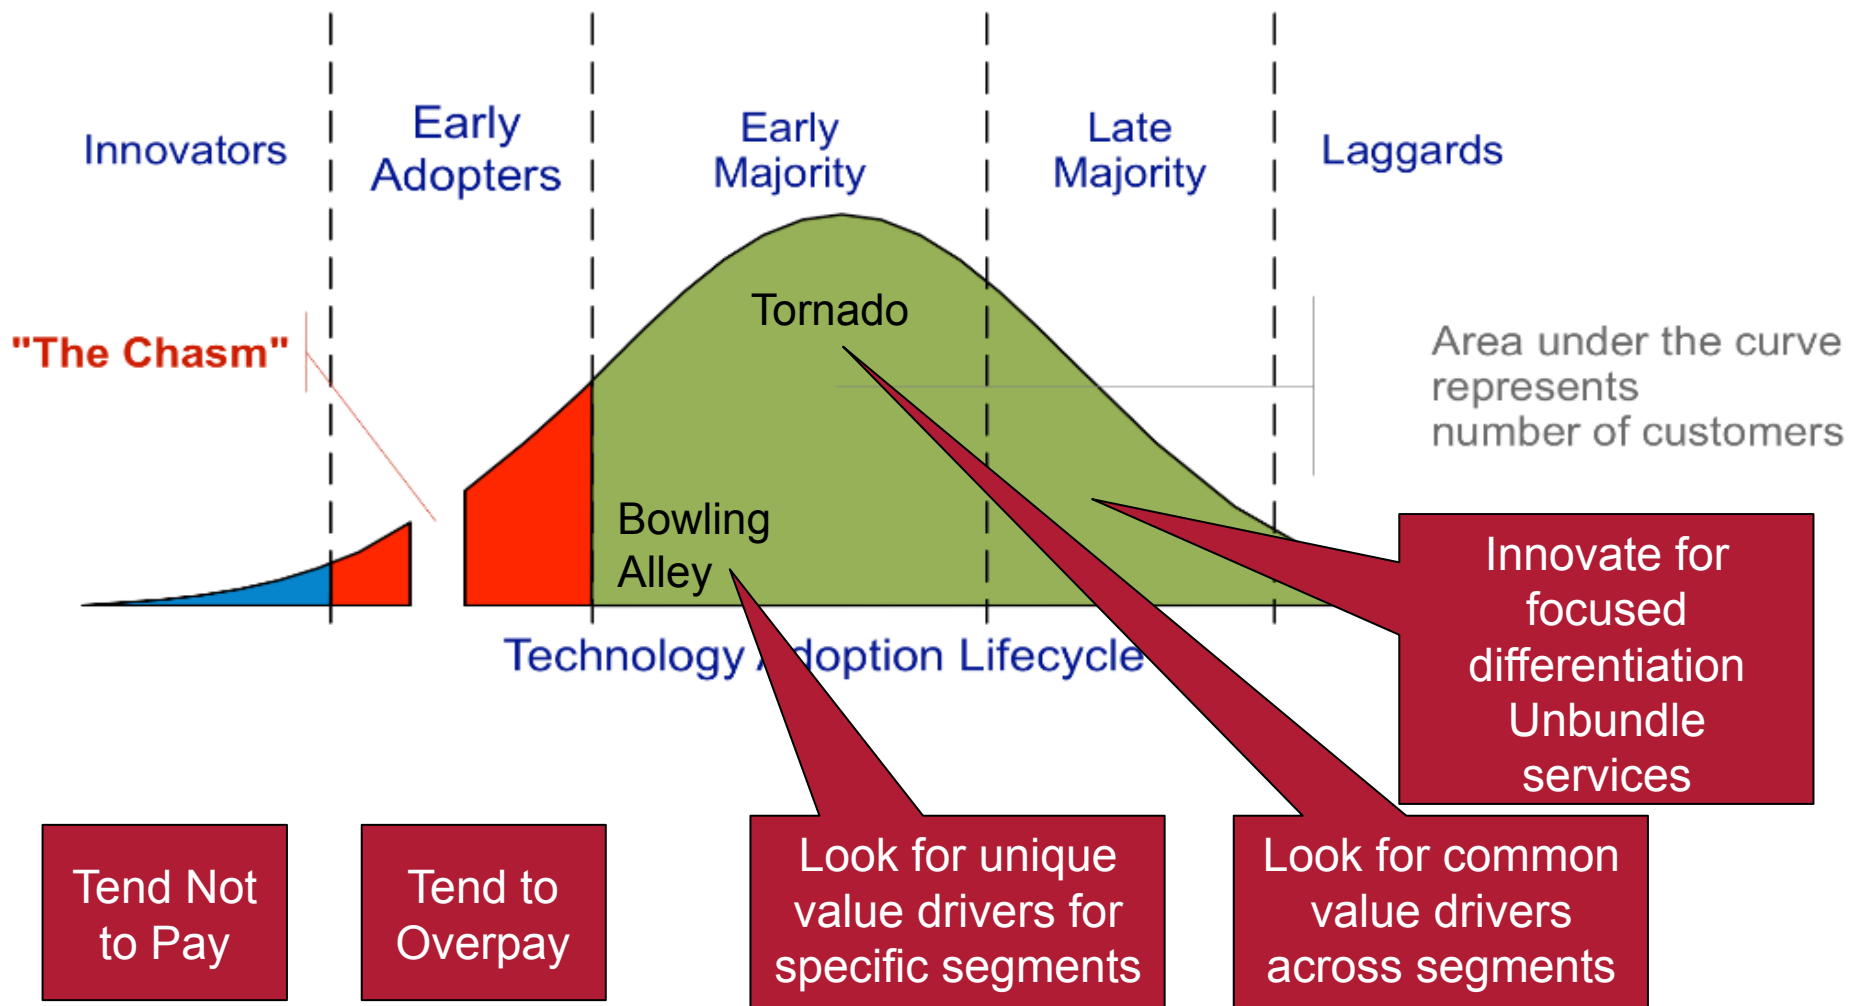 Innovators
Early
Adopters
Early
Majority
Late
Majority
Laggards
"The Chasm"
Tornado
Area under the curve
represents
number of customers
Bowling
Alley
Technology Adoption Lifecycle
Innovate for
focused
differentiation
Unbundle
services
Tend Not
to Pay
Tend to
Overpay
Look for unique
value drivers for
specific segments
Look for common
value drivers
across segments